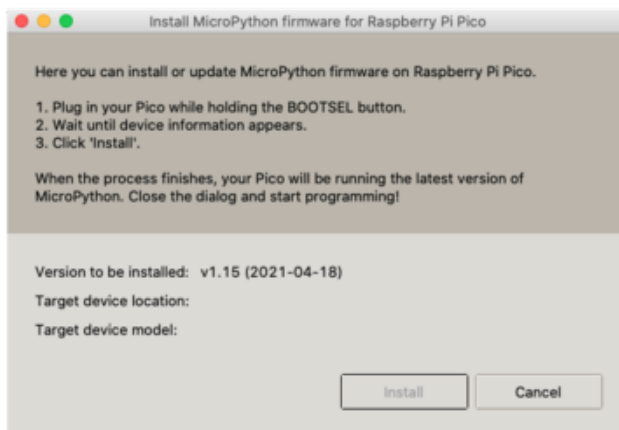 Install MicroPython firmware for Raspberry Pi Pico
Here you can install or update MicroPython firmware on Raspberry Pi Pico.
1. Plug in your Pico while holding the BOOTSEL button.
2. Wait until device information appears.
3. Click 'Install'.
When the process finishes, your Pico will be running the latest version of
MicroPython. Close the dialog and start programming!
Version to be installed: v1.15 (2021-04-18)
Target device location:
Target device model:
Install Cancel